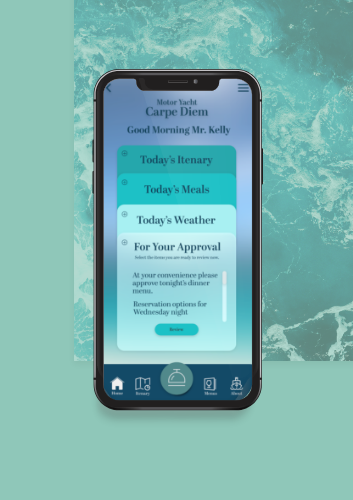 Motor Yacht
Carpe Diem
Good Morning Mr. Kelly
Today's Itenary
Today's Meals
Today's Weather
For Your Approval
Select the items you are ready to review now.
At your convenience please
approve tonight's dinner
menu.
Reservation options for
Wednesday night
Review
Home
Itenary
Menus